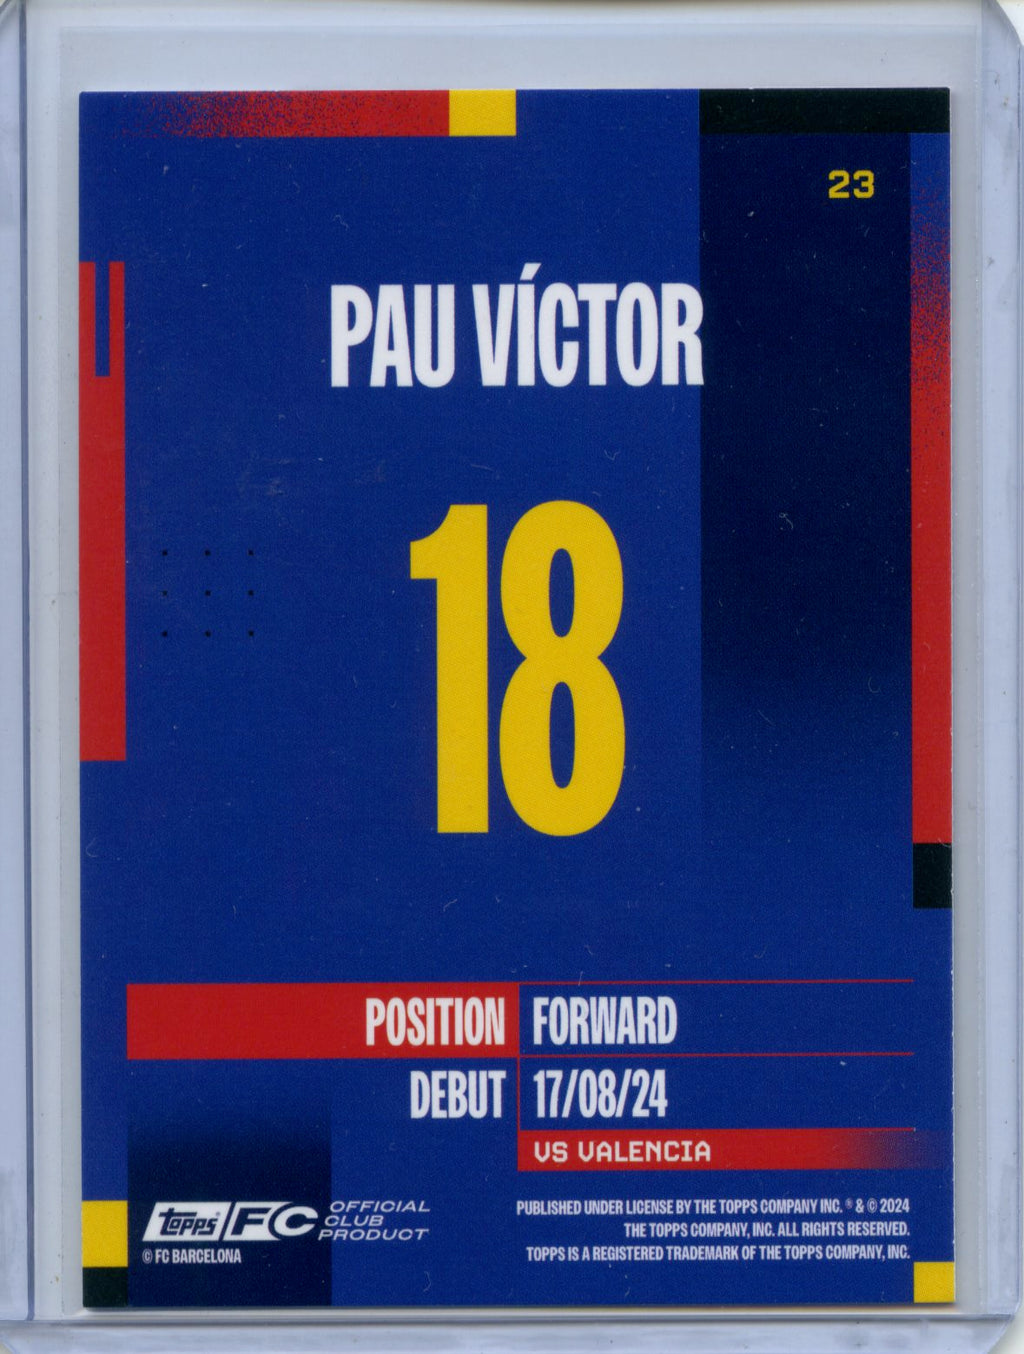 23
PAU VÍCTOR
18
POSITION FORWARD
DEBUT 17/08/24
VS VALENCIA
Topps FC OFFICIAL CLUB PRODUCT
© FC BARCELONA
PUBLISHED UNDER LICENSE BY THE TOPPS COMPANY INC. ® & © 2024
THE TOPPS COMPANY, INC. ALL RIGHTS RESERVED.
TOPPS IS A REGISTERED TRADEMARK OF THE TOPPS COMPANY, INC.